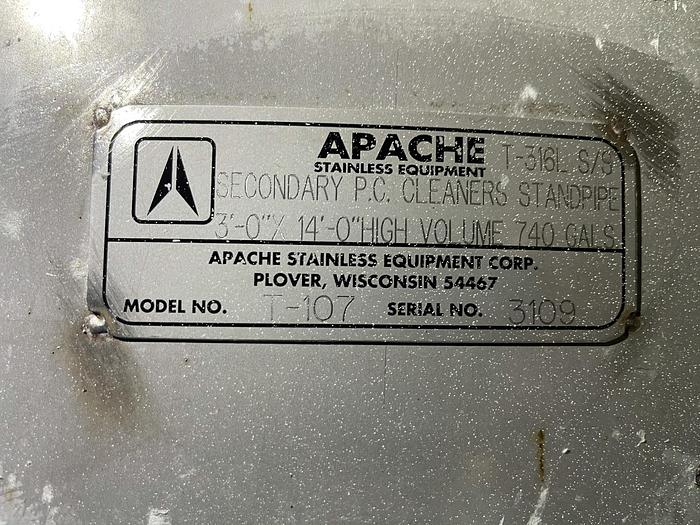 APACHE T-316L S/S
STAINLESS EQUIPMENT
SECONDARY P.C. CLEANERS STANDPIPE
3'-0" X 14'-0" HIGH VOLUME 740 GALS
APACHE STAINLESS EQUIPMENT CORP.
PLOVER, WISCONSIN 54467
MODEL NO. T-107 SERIAL NO. 3109